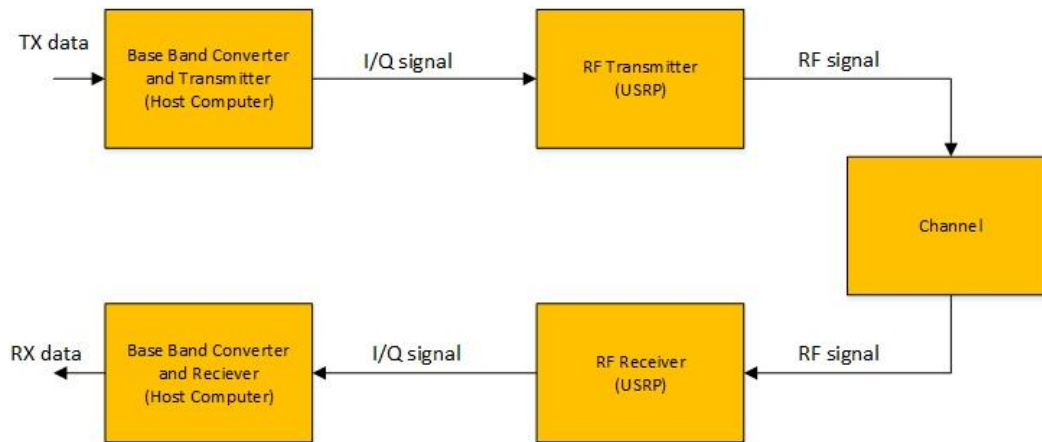 TX data
Base Band Converter
and Transmitter
(Host Computer)
I/Q signal
RF Transmitter
(USRP)
RF signal
Channel
RX data
Base Band Converter
and Reciever
(Host Computer)
I/Q signal
RF Receiver
(USRP)
RF signal